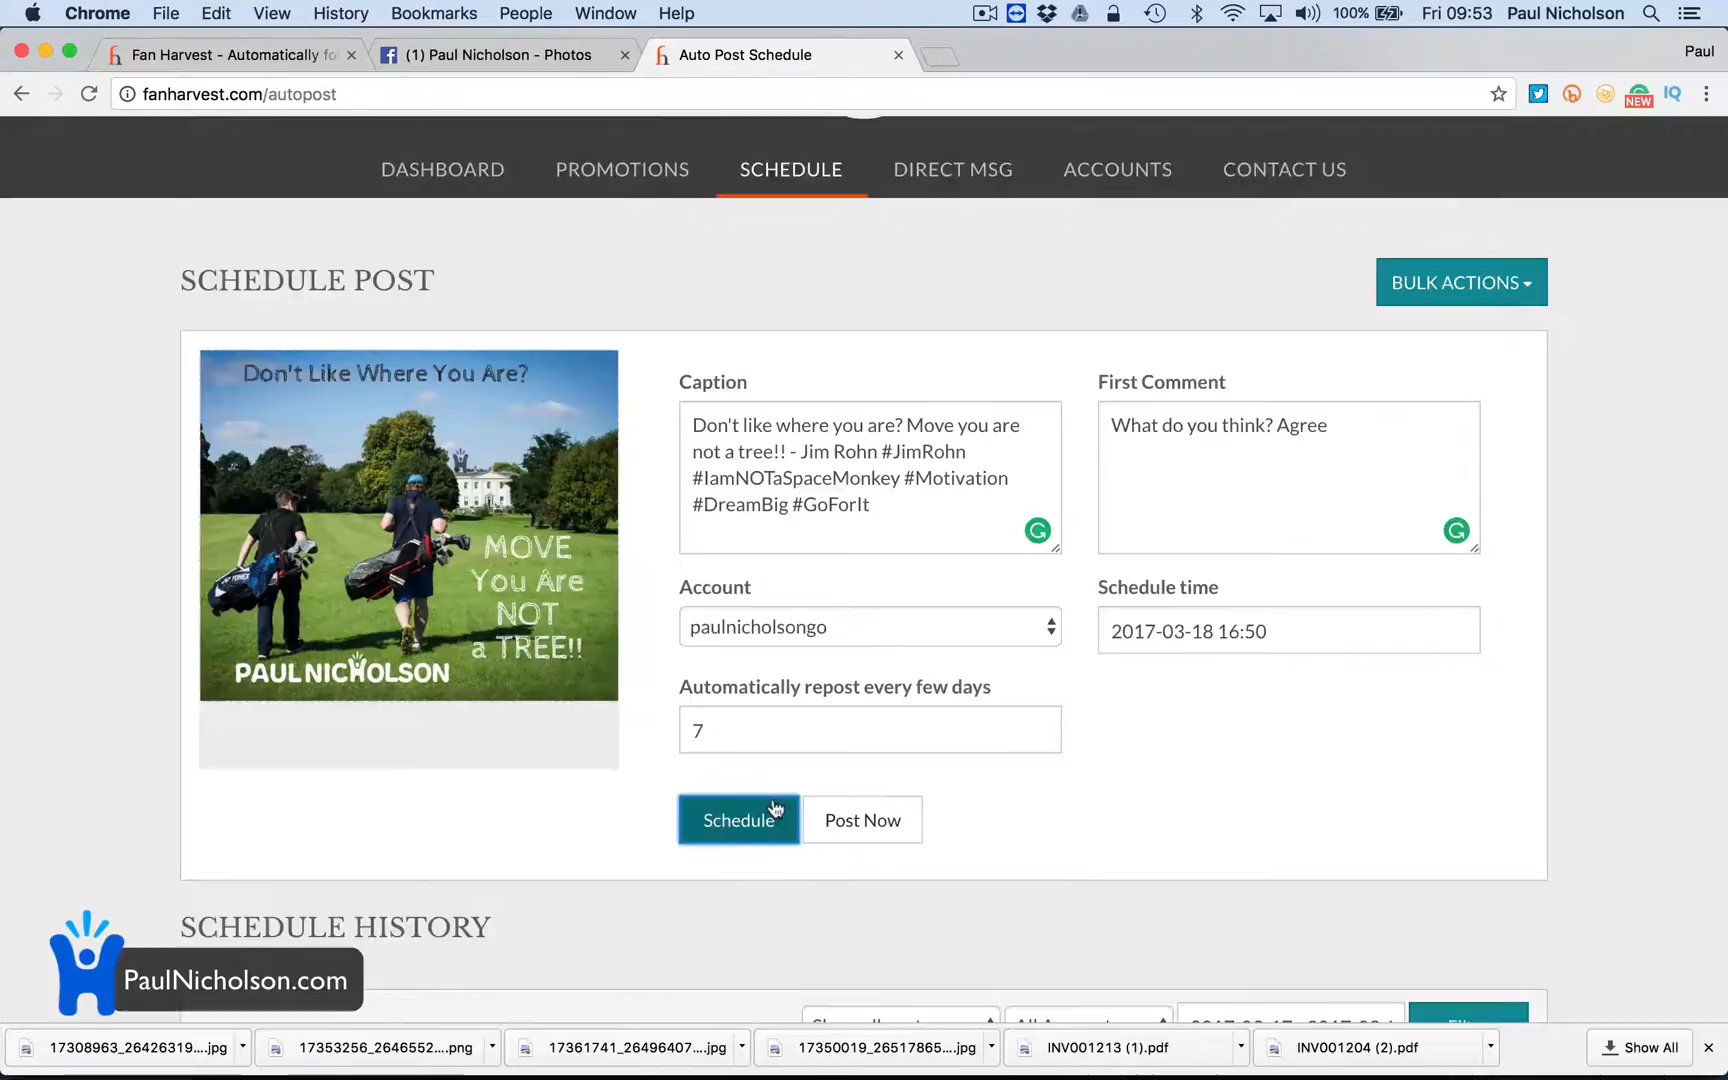 Chrome File Edit View History Bookmarks People Window Help 100% Fri 09:53 Paul Nicholson
Fan Harvest - Automatically fo (1) Paul Nicholson - Photos Auto Post Schedule Paul
fanharvest.com/autopost NEW IQ
DASHBOARD PROMOTIONS SCHEDULE DIRECT MSG ACCOUNTS CONTACT US
SCHEDULE POST BULK ACTIONS
Don't Like Where You Are?
MOVE
You Are
NOT
a TREE!!
PAUL NICHOLSON
YONEX
Caption
Don't like where you are? Move you are
not a tree!! - Jim Rohn #JimRohn
#IamNOTaSpaceMonkey #Motivation
#DreamBig #GoForIt
First Comment
What do you think? Agree
Account
paulnicholsongo
Schedule time
2017-03-18 16:50
Automatically repost every few days
7
Schedule Post Now
SCHEDULE HISTORY
PaulNicholson.com
17308963_26426319....jpg 17353256_2646552....png 17361741_26496407....jpg 17350019_26517865....jpg INV001213 (1).pdf INV001204 (2).pdf Show All